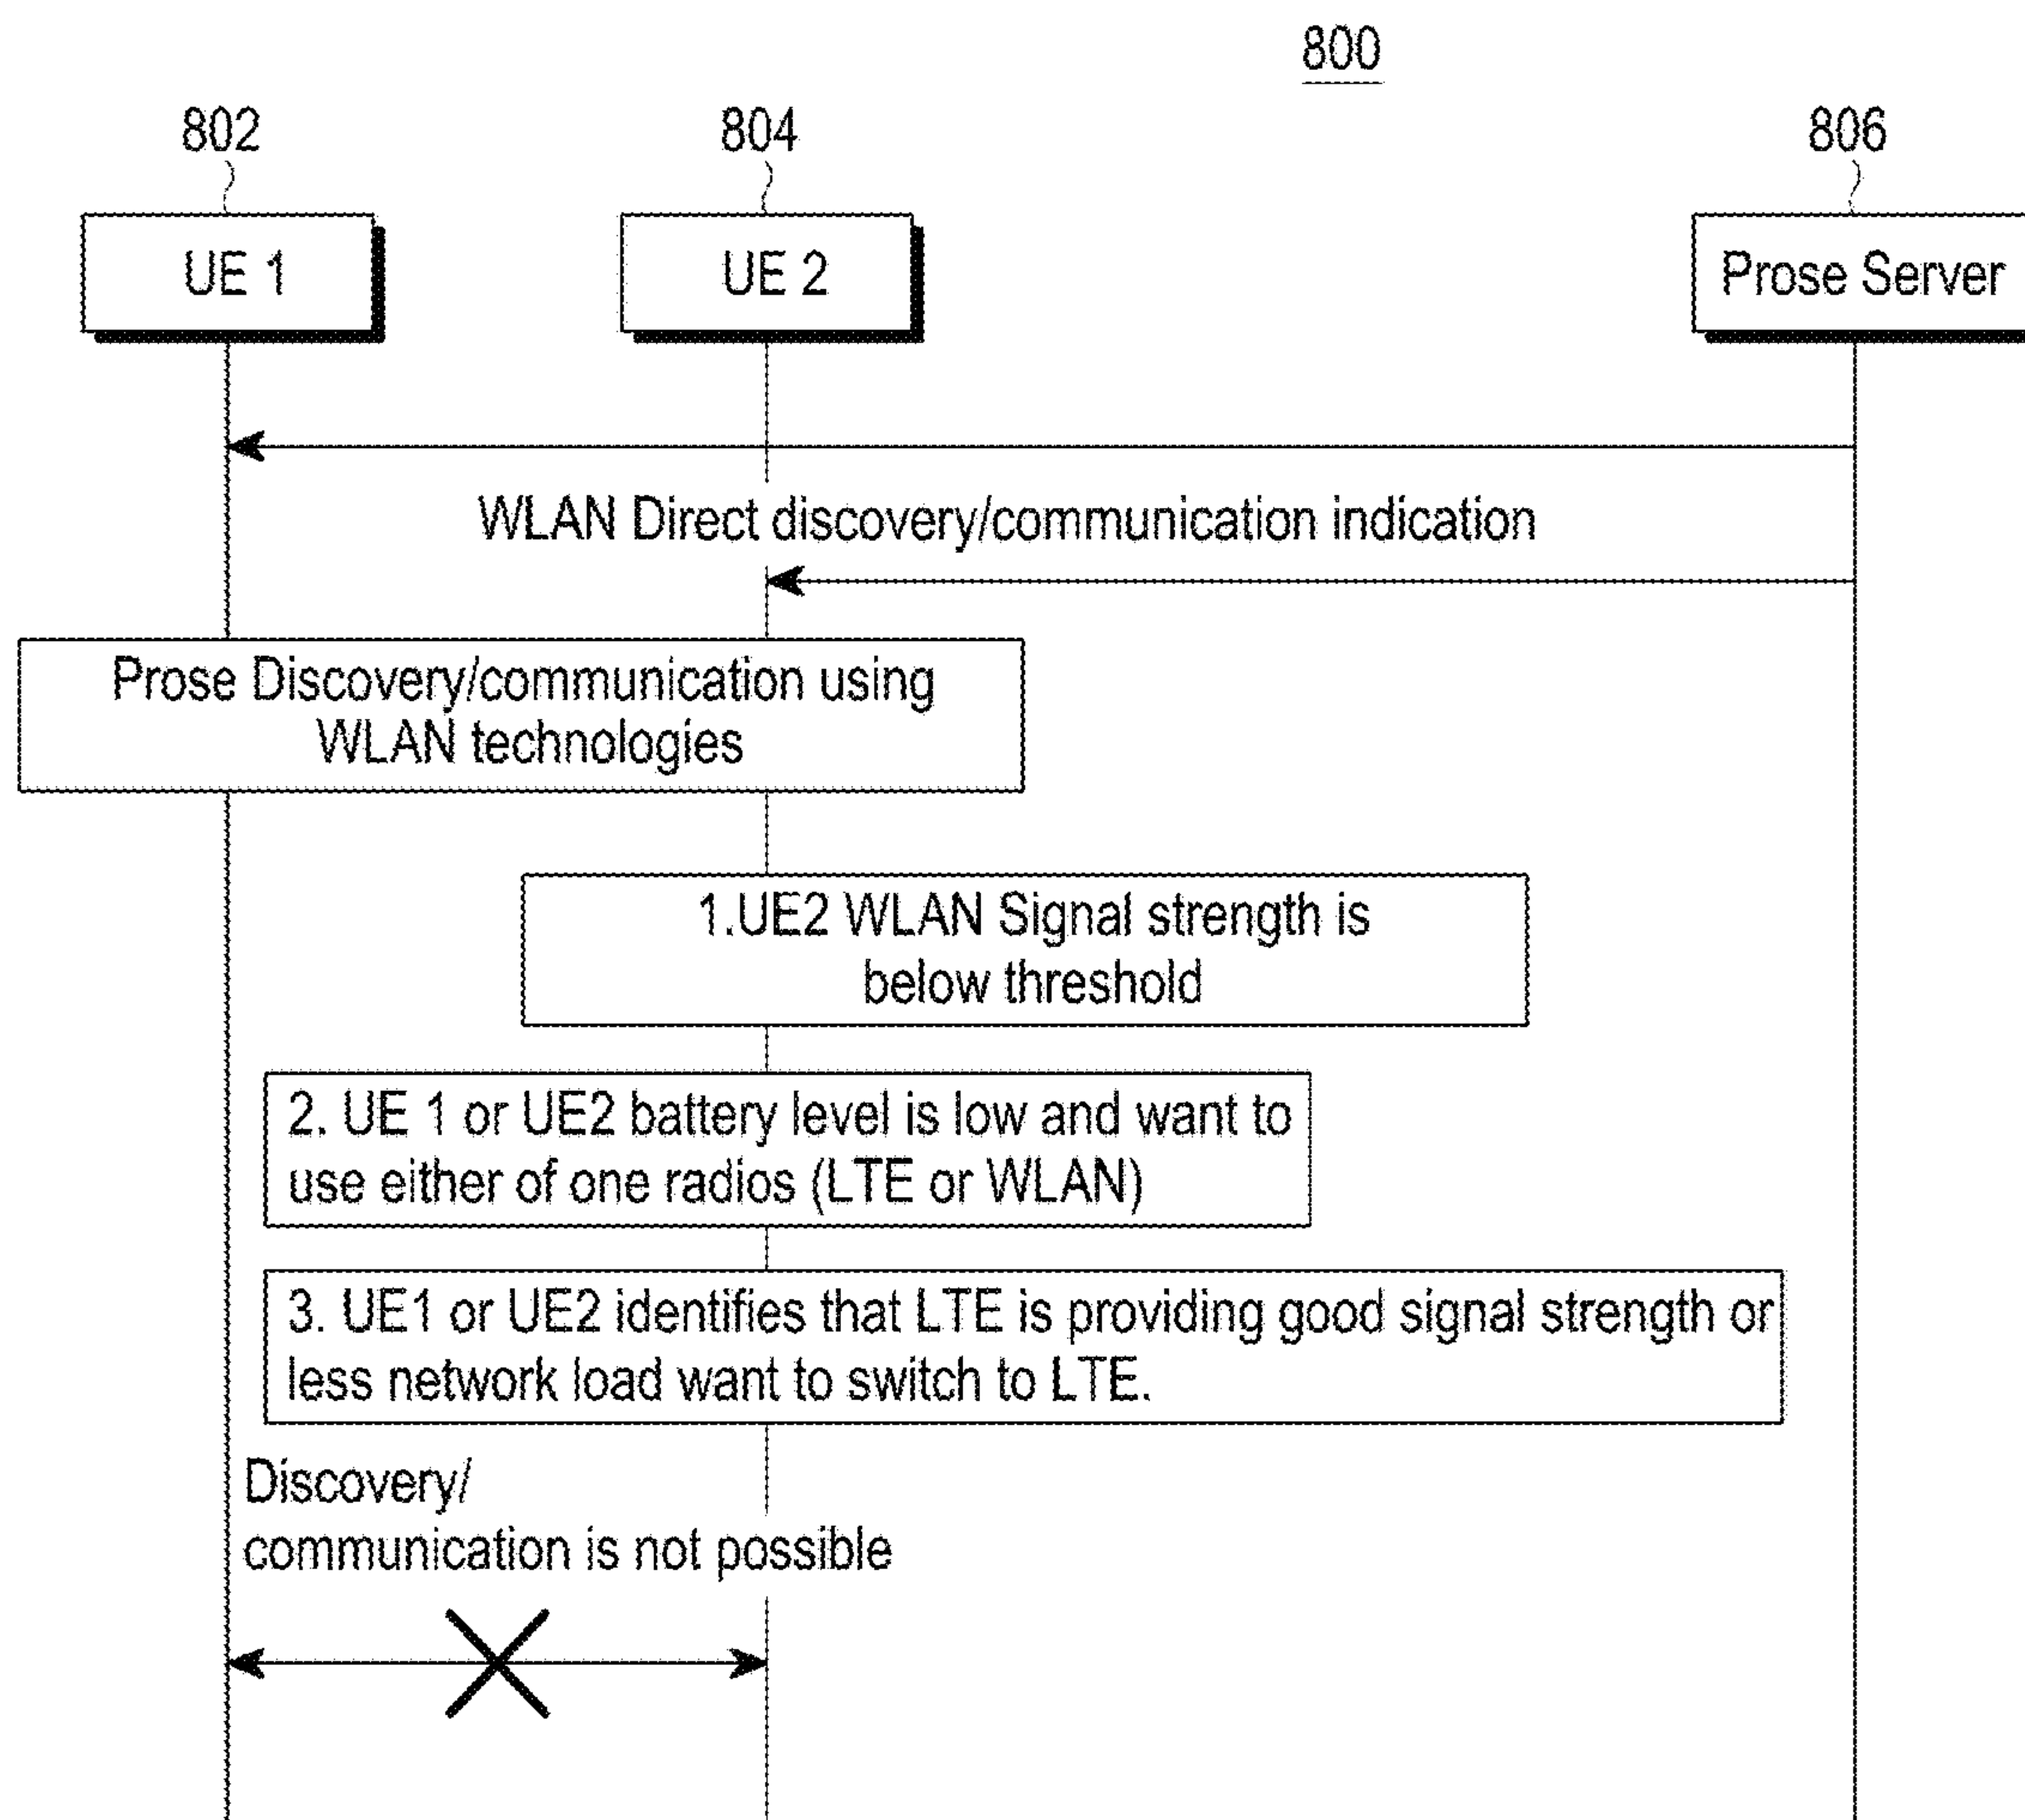 800
802
804
806
UE 1
UE 2
Prose Server
WLAN Direct discovery/communication indication
Prose Discovery/communication using
WLAN technologies
1.UE2 WLAN Signal strength is
below threshold
2. UE 1 or UE2 battery level is low and want to
use either of one radios (LTE or WLAN)
3. UE1 or UE2 identifies that LTE is providing good signal strength or
less network load want to switch to LTE.
Discovery/
communication is not possible